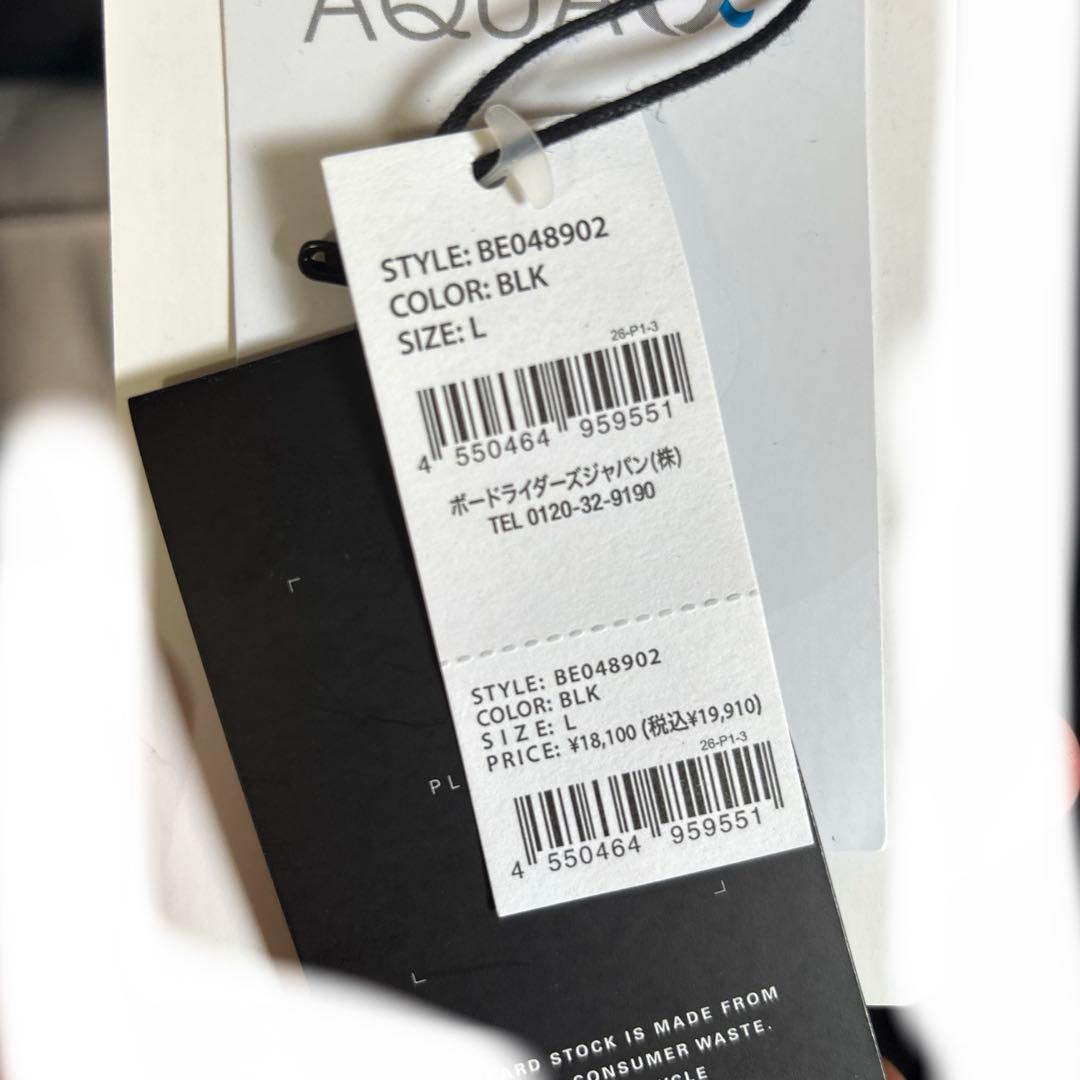 AQUA
STYLE: BE048902
COLOR: BLK
SIZE: L
26-P1-3
4 550464 959551
ボードライダーズジャパン(株)
TEL 0120-32-9190
STYLE: BE048902
COLOR: BLK
SIZE: L
PRICE: ¥18,100 (税込¥19,910)
26-P1-3
4 550464 959551
STOCK IS MADE FROM
CONSUMER WASTE.